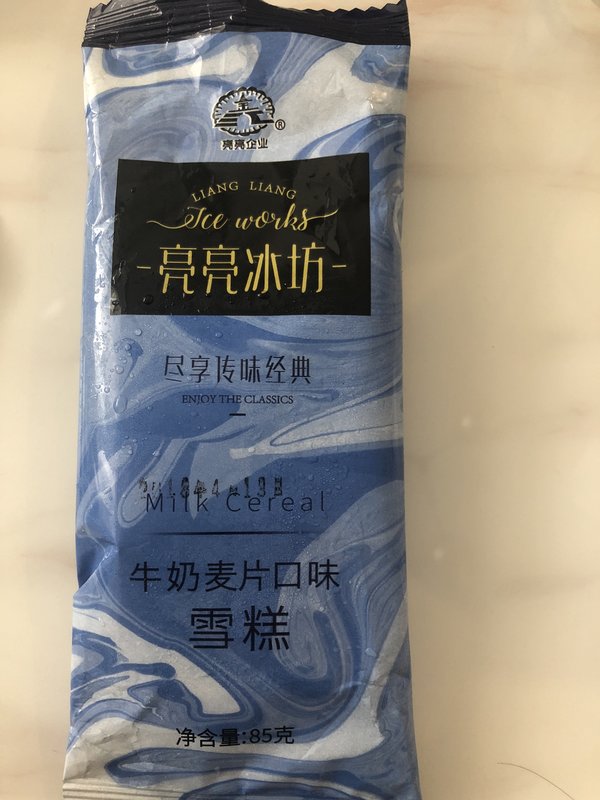 亮亮企业
®
LIANG LIANG
Ice works
亮亮冰坊
尽享传味经典
ENJOY THE CLASSICS
Milk Cereal
牛奶麦片口味
雪糕
净含量:85克